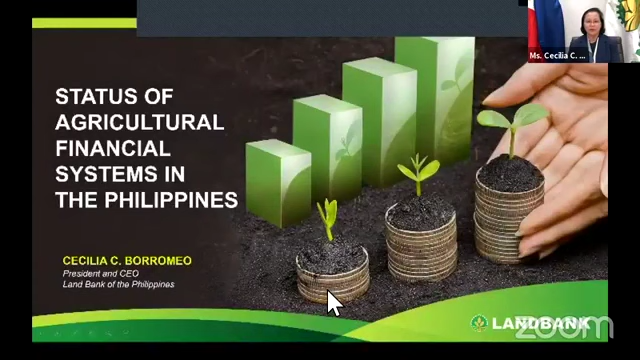 Ms. Cecilia C. ...
STATUS OF
AGRICULTURAL
FINANCIAL
SYSTEMS IN
THE PHILIPPINES
CECILIA C. BORROMEO
President and CEO
Land Bank of the Philippines
LANDBANK
zoom